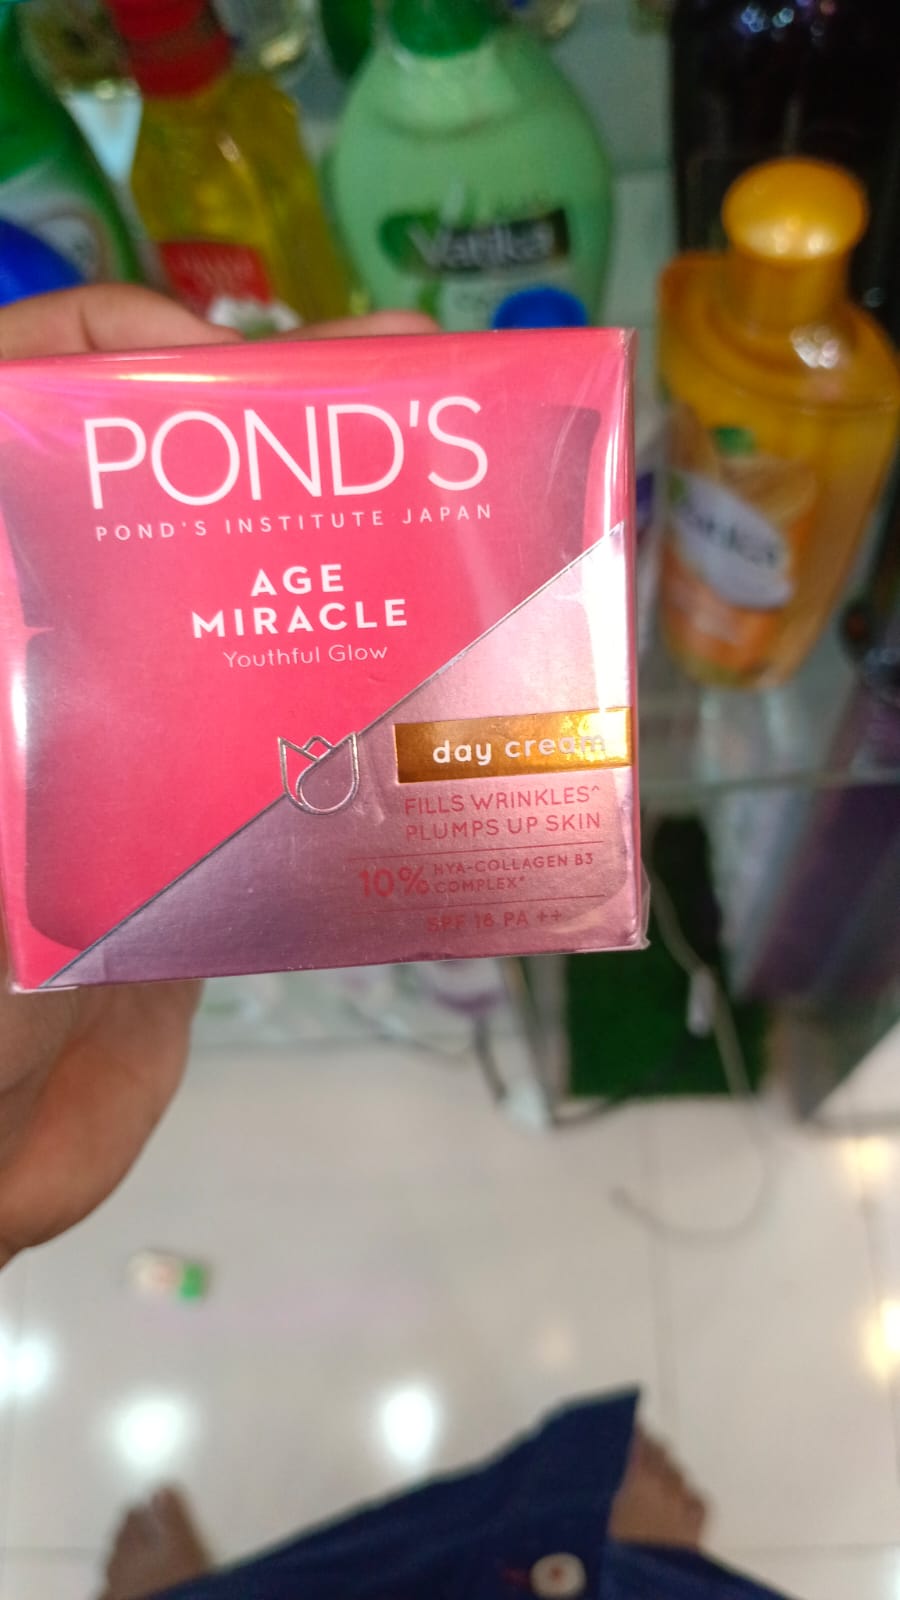 Vatika
POND'S
POND'S INSTITUTE JAPAN
AGE
MIRACLE
Youthful Glow
day cream
FILLS WRINKLES^
PLUMPS UP SKIN
10% HYA-COLLAGEN B3
COMPLEX*
SPF 18 PA ++